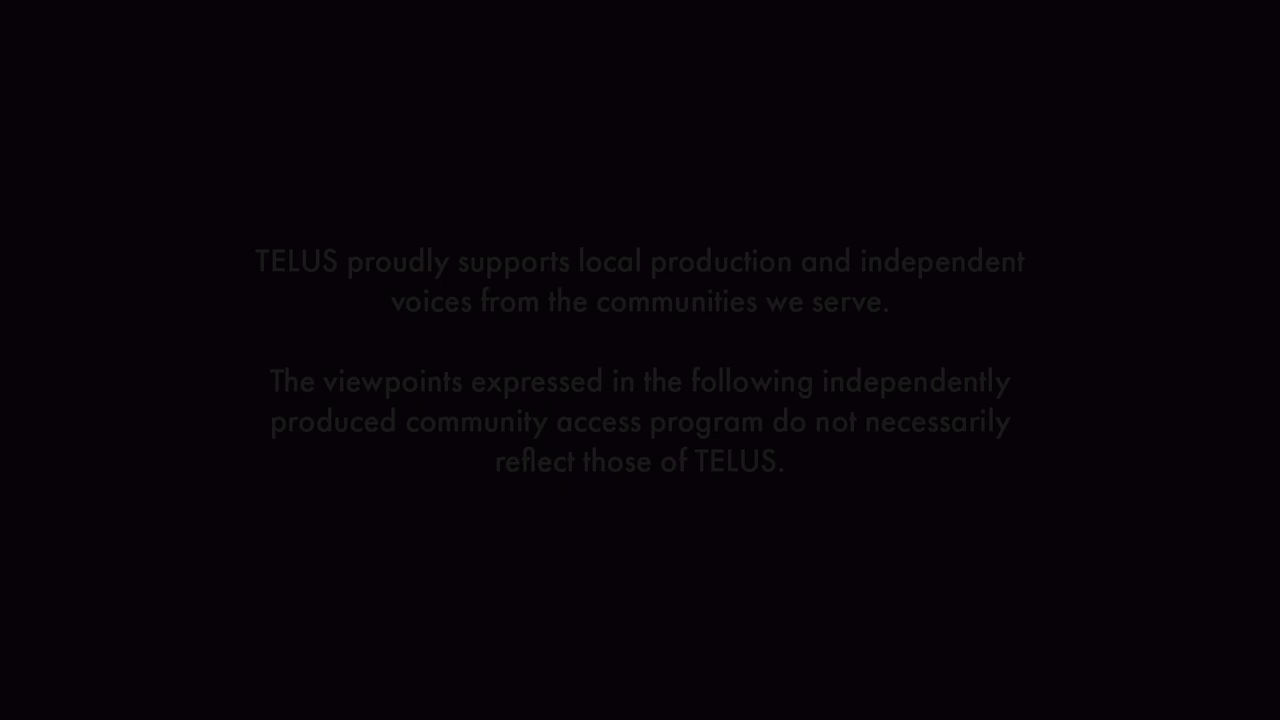 TELUS proudly supports local production and independent
voices from the communities we serve.
The viewpoints expressed in the following independently
produced community access program do not necessarily
reflect those of TELUS.